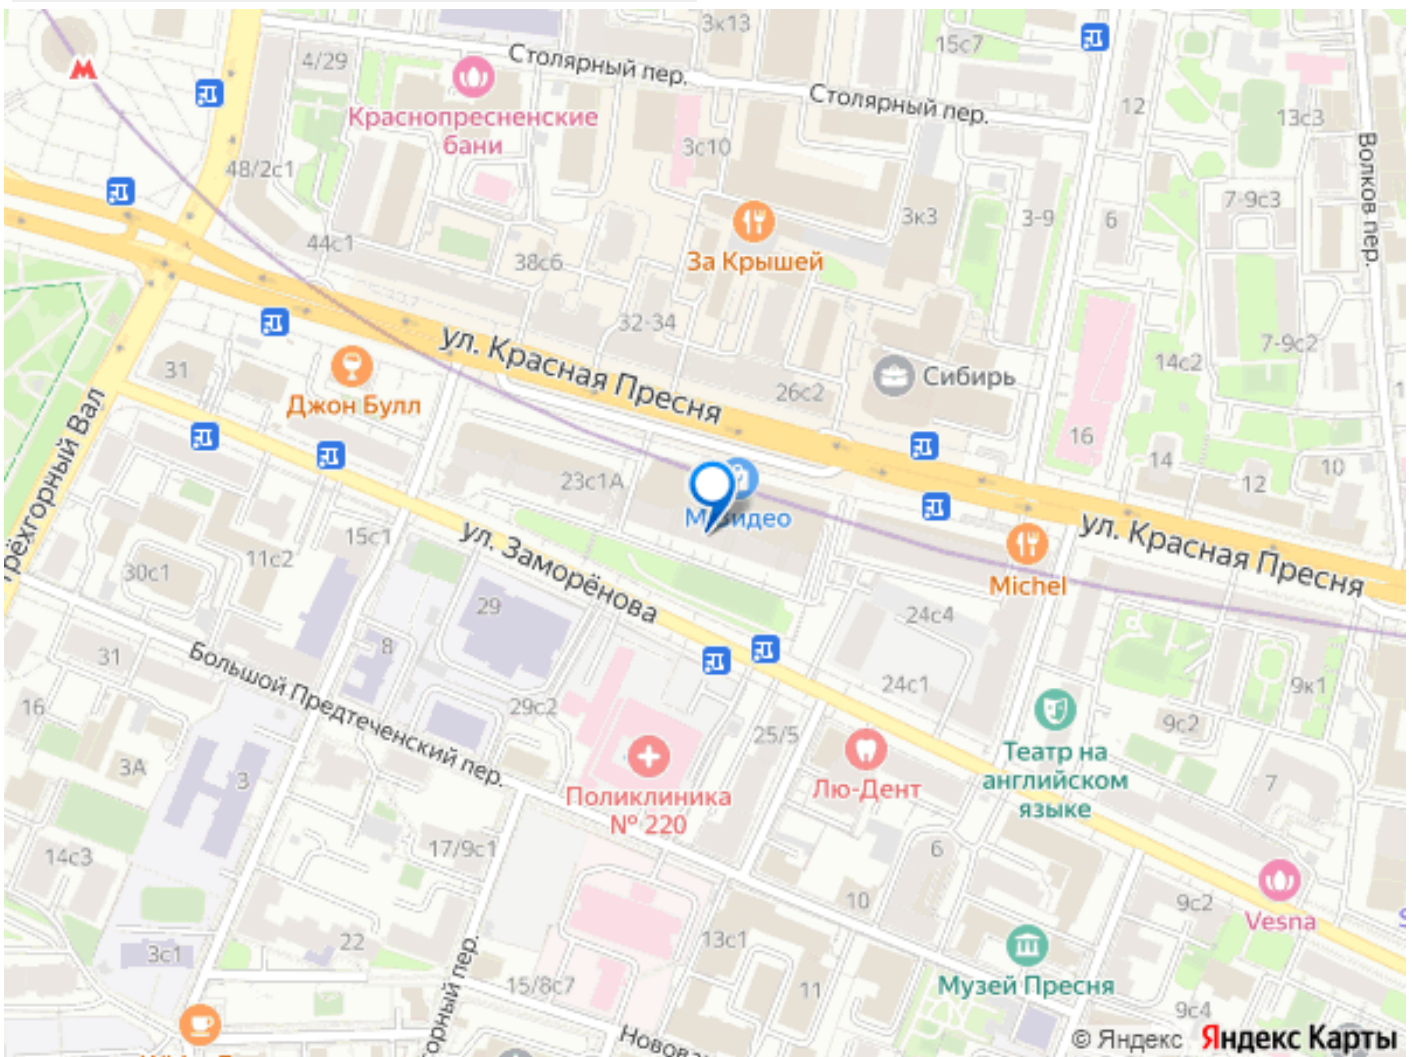 3к13
15с7
4/29
Столярный пер.
Столярный пер.
12
13с3
Краснопресненские
бани
3с10
Волков пер.
48/2с1
7-9с3
3к3
3-9
6
44с1
38с6
За Крышей
32-34
ул. Красная Пресня
7-9с2
14с2
31
Сибирь
26с2
Джон Булл
Трёхгорный Вал
16
14
10
12
23с1А
М.Видео
ул. Красная Пресня
15с1
ул. Заморёнова
11с2
30с1
Michel
29
24с4
8
31
Большой Предтеченский пер.
24с1
9к1
16
29с2
9с2
25/5
Театр на
английском
языке
3А
3
7
Лю-Дент
Поликлиника
№ 220
14с3
17/9с1
6
10
9с2
Vesna
22
13с1
3с1
Музей Пресня
15/8с7
11
9с4
© Яндекс Яндекс Карты